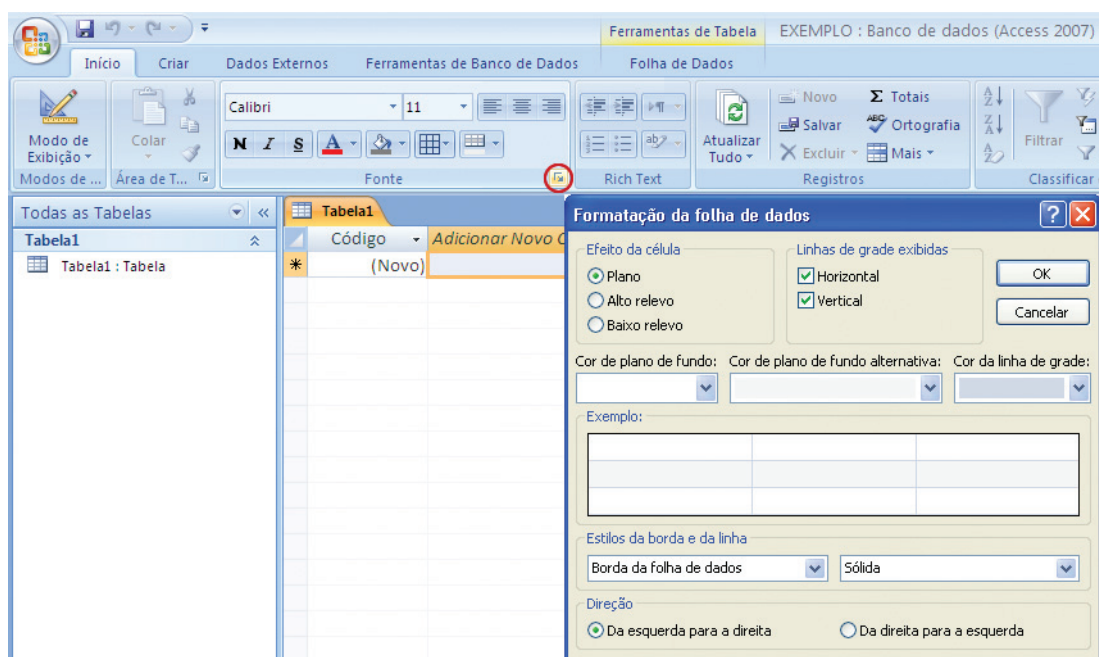 Ferramentas de Tabela
EXEMPLO : Banco de dados (Access 2007)
Início
Criar
Dados Externos
Ferramentas de Banco de Dados
Folha de Dados
Modo de
Exibição
Colar
Calibri
11
N I S
A
ab
Atualizar
Tudo
Novo
Salvar
Excluir
Σ Totais
ABC Ortografia
Mais
Filtrar
Modos de ...
Área de T...
Fonte
Rich Text
Registros
Classificar
Todas as Tabelas
Tabela1
Tabela1 : Tabela
Tabela1
Código
Adicionar Novo C
(Novo)
Formatação da folha de dados
Efeito da célula
Plano
Alto relevo
Baixo relevo
Linhas de grade exibidas
Horizontal
Vertical
OK
Cancelar
Cor de plano de fundo:
Cor de plano de fundo alternativa:
Cor da linha de grade:
Exemplo:
Estilos da borda e da linha
Borda da folha de dados
Sólida
Direção
Da esquerda para a direita
Da direita para a esquerda